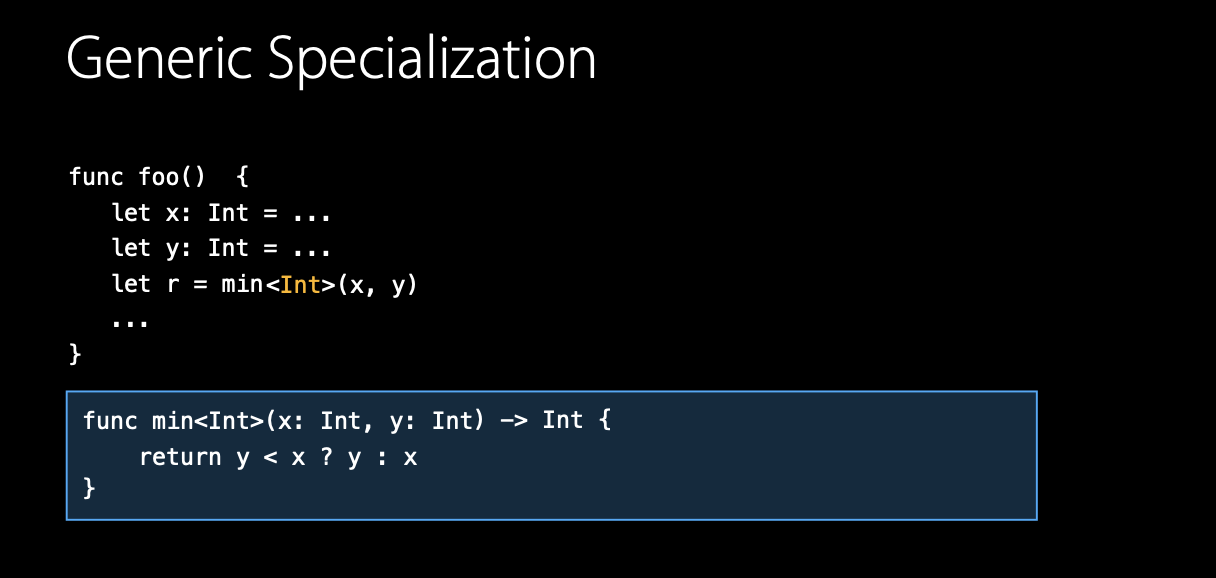 Generic Specialization
func foo()  {
   let x: Int = ...
   let y: Int = ...
   let r = min<Int>(x, y)
   ...
}
func min<Int>(x: Int, y: Int) -> Int {
    return y < x ? y : x
}